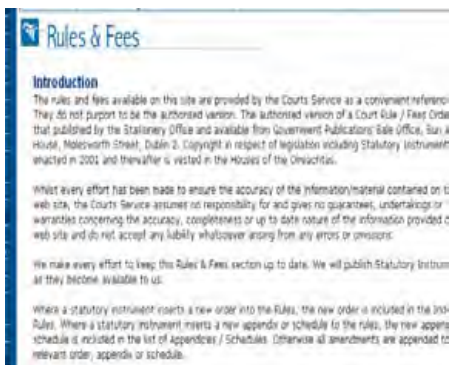 Rules & Fees
Introduction
The rules and fees available on this site are provided by the Courts Service as a convenient
They do not purport to be the authorised version. The authorised version of a Court Rule / Fees Order
that published by the Stationery Office and available from Government Publications Sale Office, Sun
House, Molesworth Street, Dublin 2. Copyright in respect of legislation including Statutory
enacted in 2001 and thereafter is vested in the Houses of the Oireachtas.
Whilst every effort has been made to ensure the accuracy of the information/material contained on
web site, the Courts Service assumes no responsibility for and gives no guarantees, undertakings or
warranties concerning the accuracy, completeness or up to date nature of the information provided
web site and do not accept any liability whatsoever arising from any errors or omissions.
We make every effort to keep this Rules & Fees section up to date. We will publish Statutory
as they become available to us.
Where a statutory instrument inserts a new order into the Rules, the new order is included in the
Rules. Where a statutory instrument inserts a new appendix or schedule to the rules, the new
schedule is included in the list of Appendices / Schedules. Otherwise all amendments are appended to
relevant order, appendix or schedule.